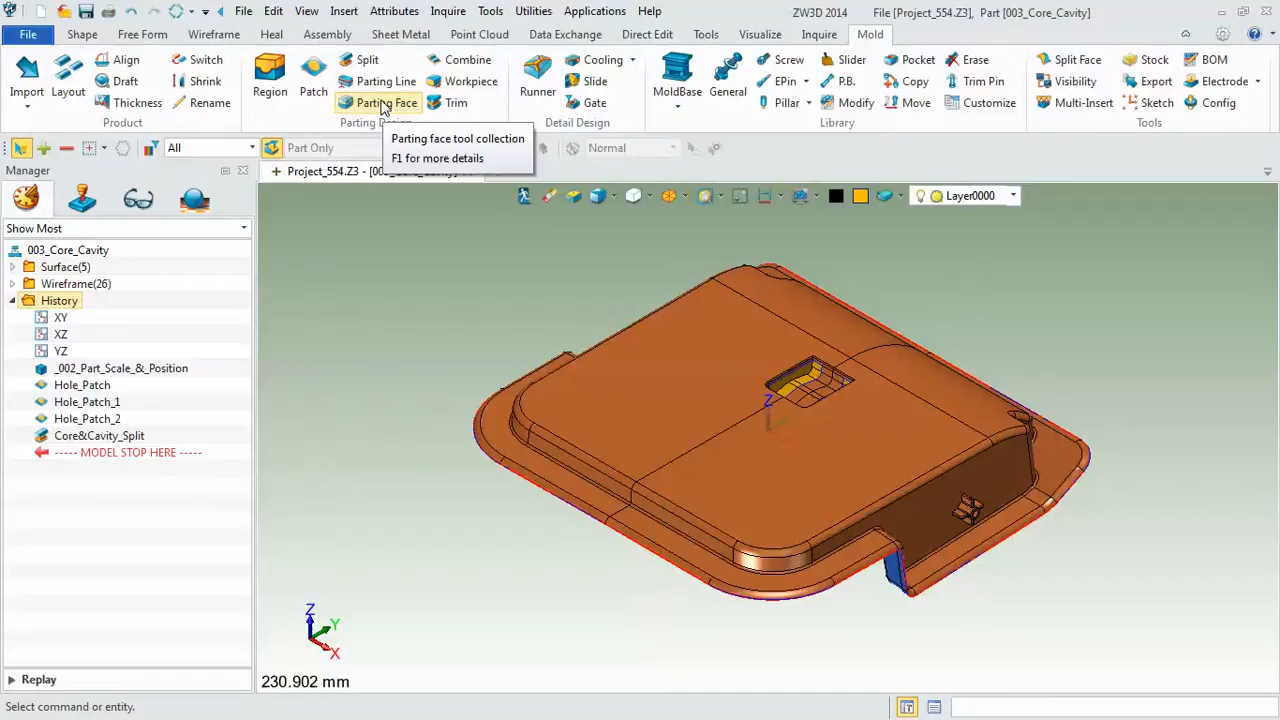 File Edit View Insert Attributes Inquire Tools Utilities Applications Help
ZW3D 2014 File [Project_554.Z3], Part [003_Core_Cavity]
File Shape Free Form Wireframe Heal Assembly Sheet Metal Point Cloud Data Exchange Direct Edit Tools Visualize Inquire Mold
Align Switch Split Combine Cooling Screw Slider Pocket Erase Stock BOM
Import Layout Draft Shrink Region Patch Parting Line Workpiece Runner Slide MoldBase General EPin P.B. Copy Trim Pin Visibility Export Electrode
Thickness Rename Parting Face Trim Gate Pillar Modify Move Customize Multi-Insert Sketch Config
Product Parting Design Detail Design Library Tools
All Part Only Normal
Parting face tool collection
F1 for more details
Manager
Project_554.Z3 - [003_Core_Cavity]
Layer0000
Show Most
003_Core_Cavity
Surface(5)
Wireframe(26)
History
XY
XZ
YZ
_002_Part_Scale_&_Position
Hole_Patch
Hole_Patch_1
Hole_Patch_2
Core&Cavity_Split
----- MODEL STOP HERE -----
Z
Z
Y
X
Replay
230.902 mm
Select command or entity.